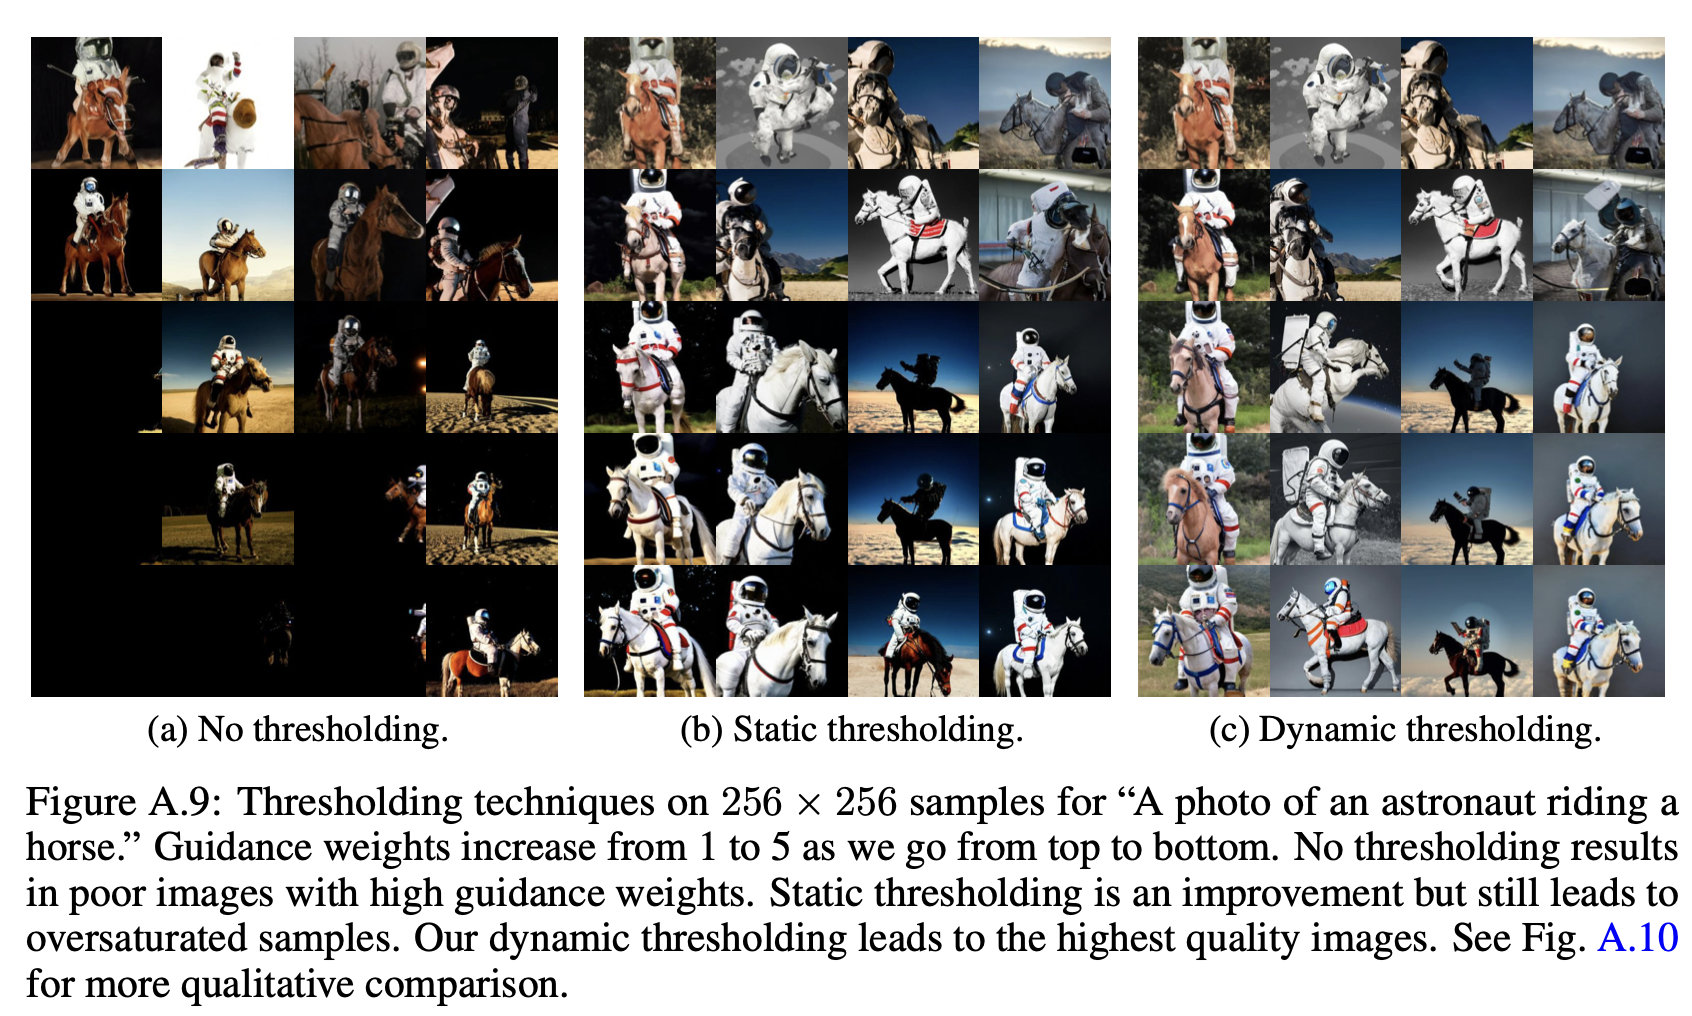 (a) No thresholding.
(b) Static thresholding.
(c) Dynamic thresholding.
Figure A.9: Thresholding techniques on 256 × 256 samples for “A photo of an astronaut riding a
horse.” Guidance weights increase from 1 to 5 as we go from top to bottom. No thresholding results
in poor images with high guidance weights. Static thresholding is an improvement but still leads to
oversaturated samples. Our dynamic thresholding leads to the highest quality images. See Fig. A.10
for more qualitative comparison.